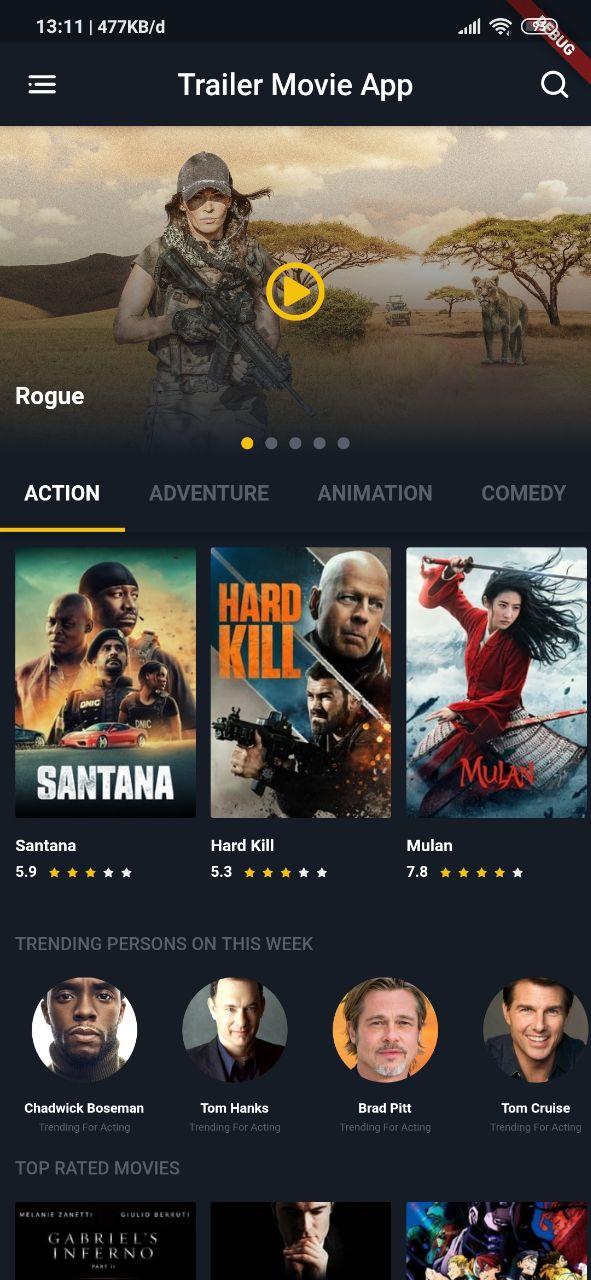 13:11 | 477KB/d
93
DEBUG
Trailer Movie App
Rogue
ACTION
ADVENTURE
ANIMATION
COMEDY
DNIC
DNIC
SANTANA
HARD
KILL
MULAN
Santana
Hard Kill
Mulan
5.9
5.3
7.8
TRENDING PERSONS ON THIS WEEK
Chadwick Boseman
Tom Hanks
Brad Pitt
Tom Cruise
Trending For Acting
Trending For Acting
Trending For Acting
Trending For Acting
TOP RATED MOVIES
MELANIE ZANETTI
GIULIO BERRUTI
GABRIEL'S
INFERNO
PART II